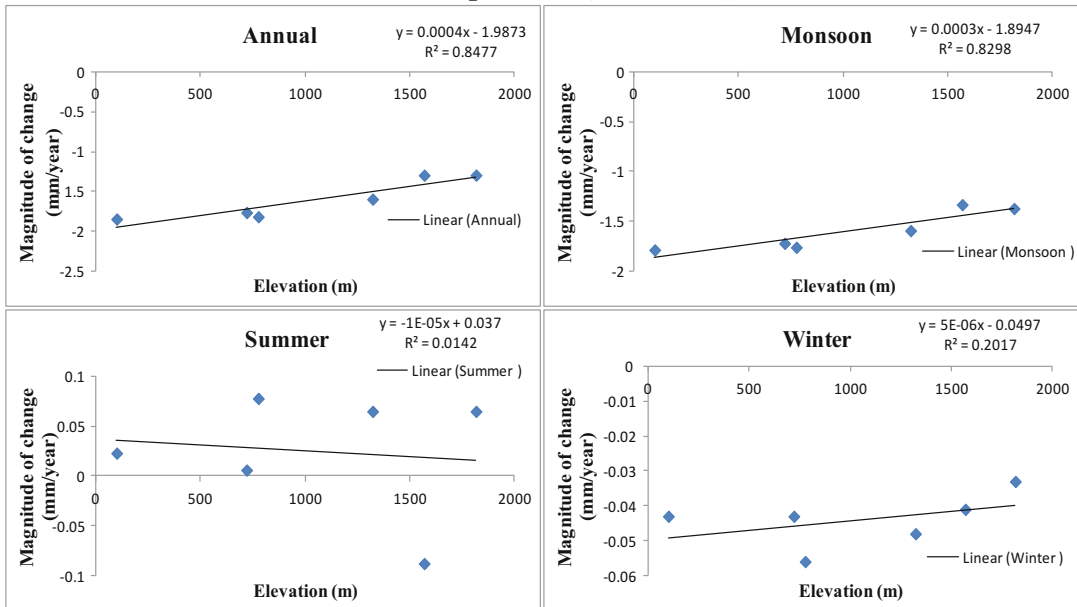 Annual
y = 0.0004x - 1.9873
R² = 0.8477
0
-0.5
-1
-1.5
-2
-2.5
0 500 1000 1500 2000
Magnitude of change
(mm/year)
Linear (Annual)
Elevation (m)
Monsoon
y = 0.0003x - 1.8947
R² = 0.8298
0
-0.5
-1
-1.5
-2
0 500 1000 1500 2000
Magnitude of change
(mm/year)
Linear (Monsoon )
Elevation (m)
Summer
y = -1E-05x + 0.037
R² = 0.0142
Linear (Summer )
0.1
0.05
0
-0.05
-0.1
0 500 1000 1500 2000
Magnitude of change
(mm/year)
Elevation (m)
Winter
y = 5E-06x - 0.0497
R² = 0.2017
0
-0.01
-0.02
-0.03
-0.04
-0.05
-0.06
0 500 1000 1500 2000
Magnitude of change
(mm/year)
Linear (Winter )
Elevation (m)